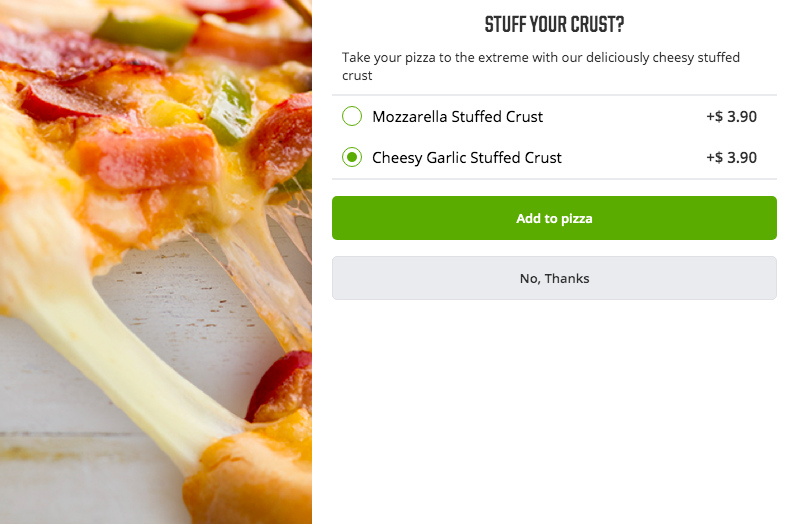 STUFF YOUR CRUST?
Take your pizza to the extreme with our deliciously cheesy stuffed
crust
Mozzarella Stuffed Crust +$ 3.90
Cheesy Garlic Stuffed Crust +$ 3.90
Add to pizza
No, Thanks